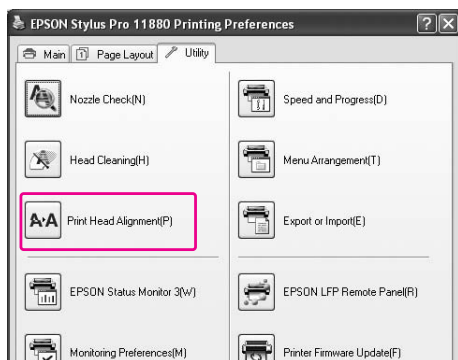 EPSON Stylus Pro 11880 Printing Preferences
Main Page Layout Utility
Nozzle Check(N)
Speed and Progress(D)
Head Cleaning(H)
Menu Arrangement(T)
A·A Print Head Alignment(P)
Export or Import(E)
EPSON Status Monitor 3(W)
EPSON LFP Remote Panel(R)
Monitoring Preferences(M)
Printer Firmware Update(F)